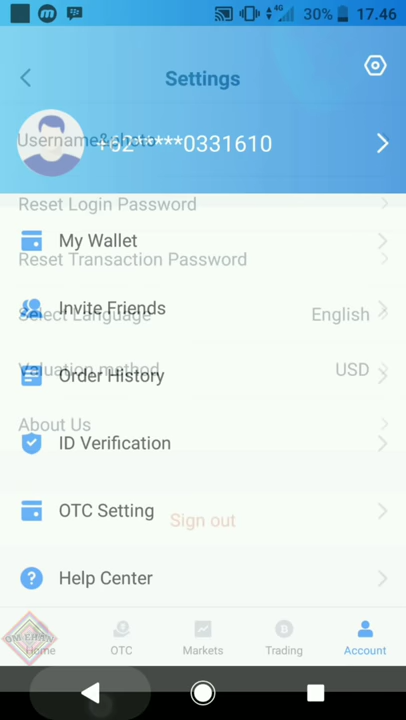 4G 30% 17.46
Settings
Username&photo
+62*****0331610
Reset Login Password
My Wallet
Reset Transaction Password
Invite Friends
Select Language English
Valuation method USD
Order History
About Us
ID Verification
OTC Setting
Sign out
Help Center
Home OTC Markets Trading Account